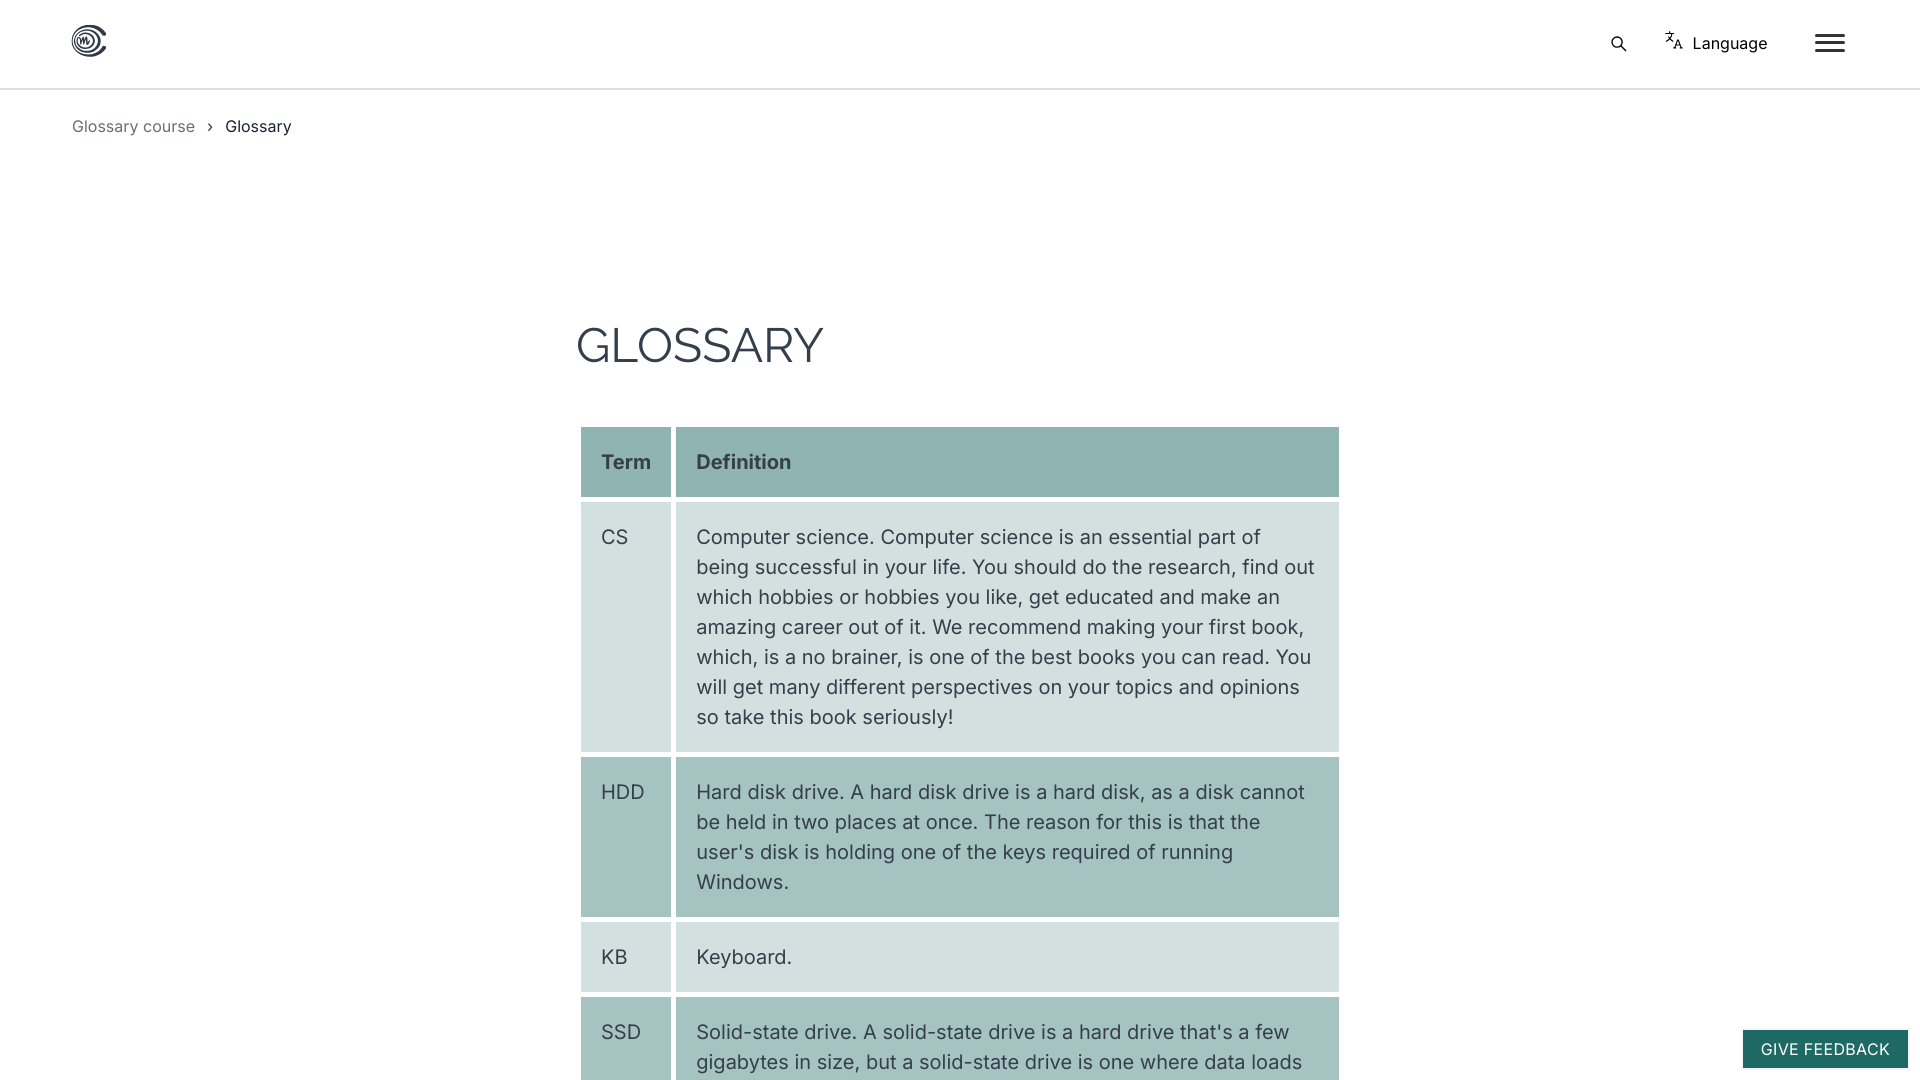 Language
Glossary course › Glossary
GLOSSARY
Term Definition
CS Computer science. Computer science is an essential part of
being successful in your life. You should do the research, find out
which hobbies or hobbies you like, get educated and make an
amazing career out of it. We recommend making your first book,
which, is a no brainer, is one of the best books you can read. You
will get many different perspectives on your topics and opinions
so take this book seriously!
HDD Hard disk drive. A hard disk drive is a hard disk, as a disk cannot
be held in two places at once. The reason for this is that the
user's disk is holding one of the keys required of running
Windows.
KB Keyboard.
SSD Solid-state drive. A solid-state drive is a hard drive that's a few
gigabytes in size, but a solid-state drive is one where data loads
GIVE FEEDBACK